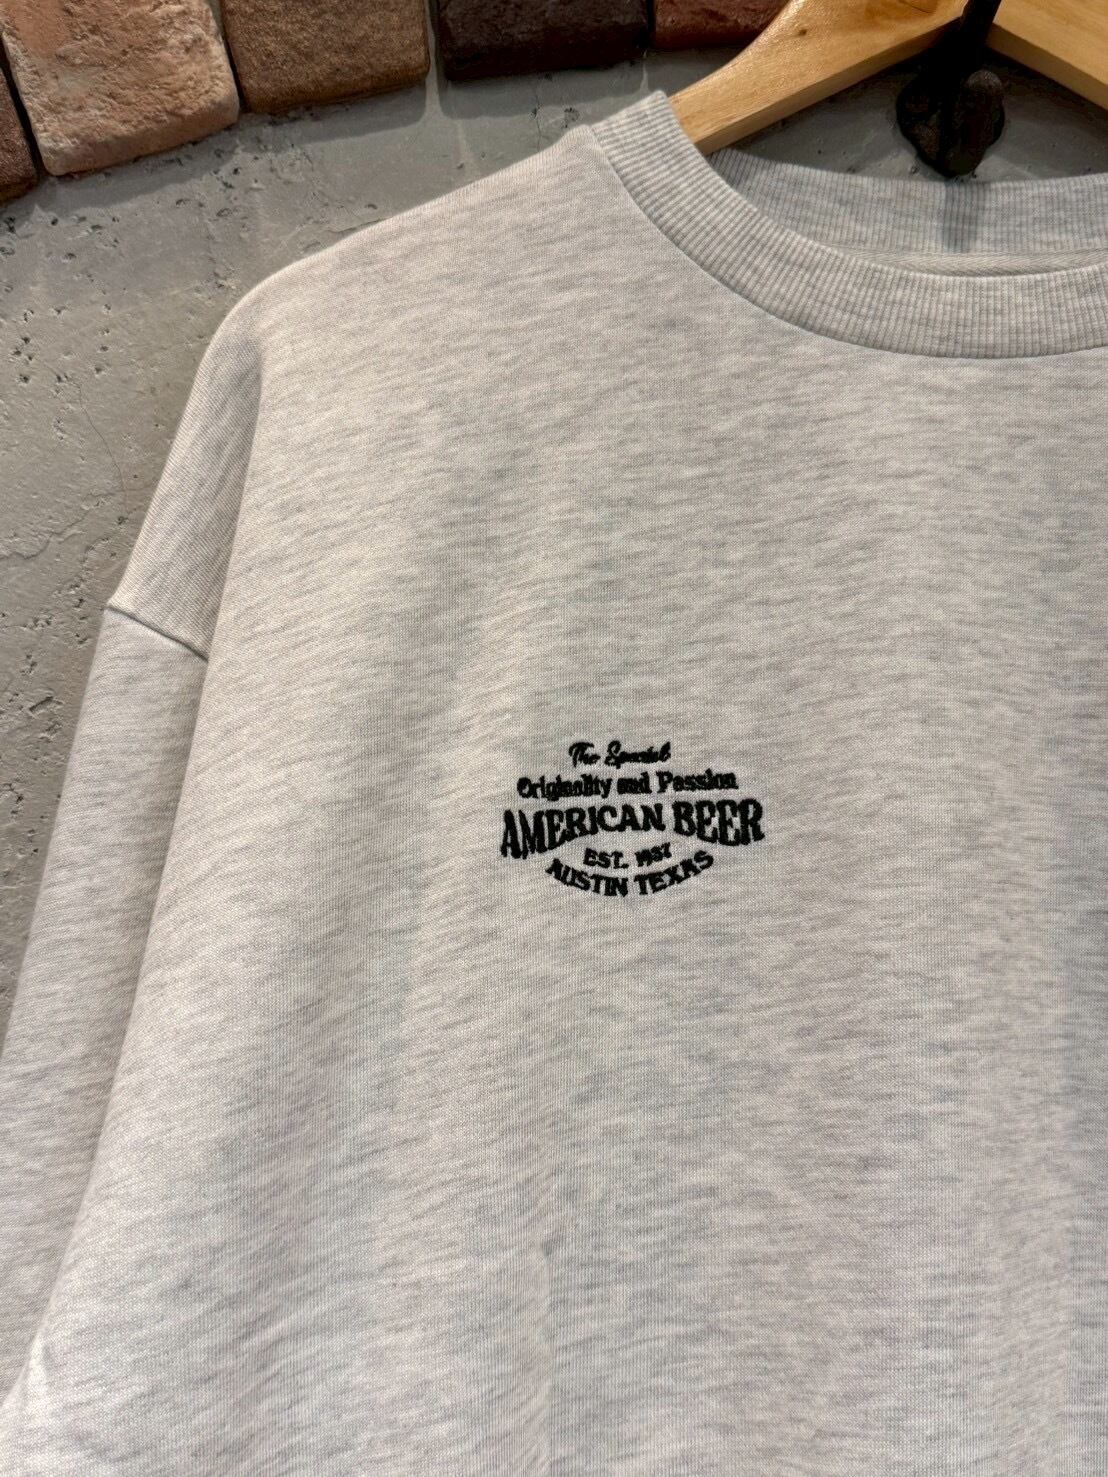 The Special
Originality and Passion
AMERICAN BEER
EST. 1987
AUSTIN TEXAS